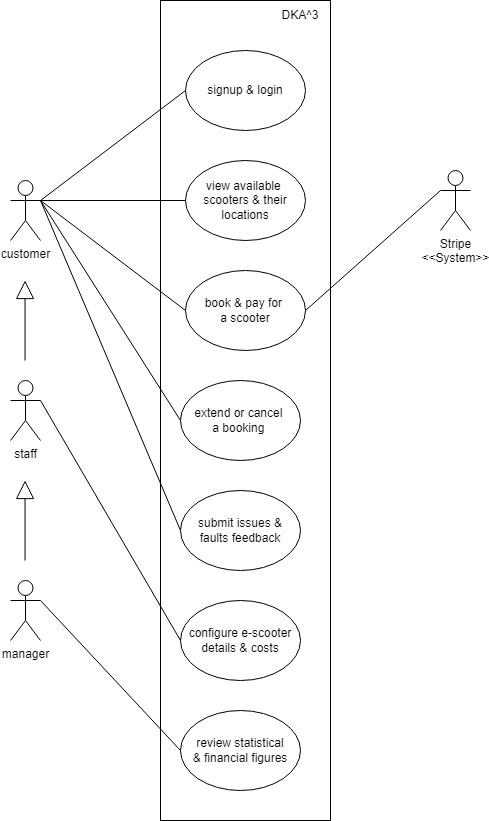 DKA^3
signup & login
view available
scooters & their
locations
customer
Stripe
<<System>>
book & pay for
a scooter
extend or cancel
a booking
staff
submit issues &
faults feedback
configure e-scooter
details & costs
manager
review statistical
& financial figures